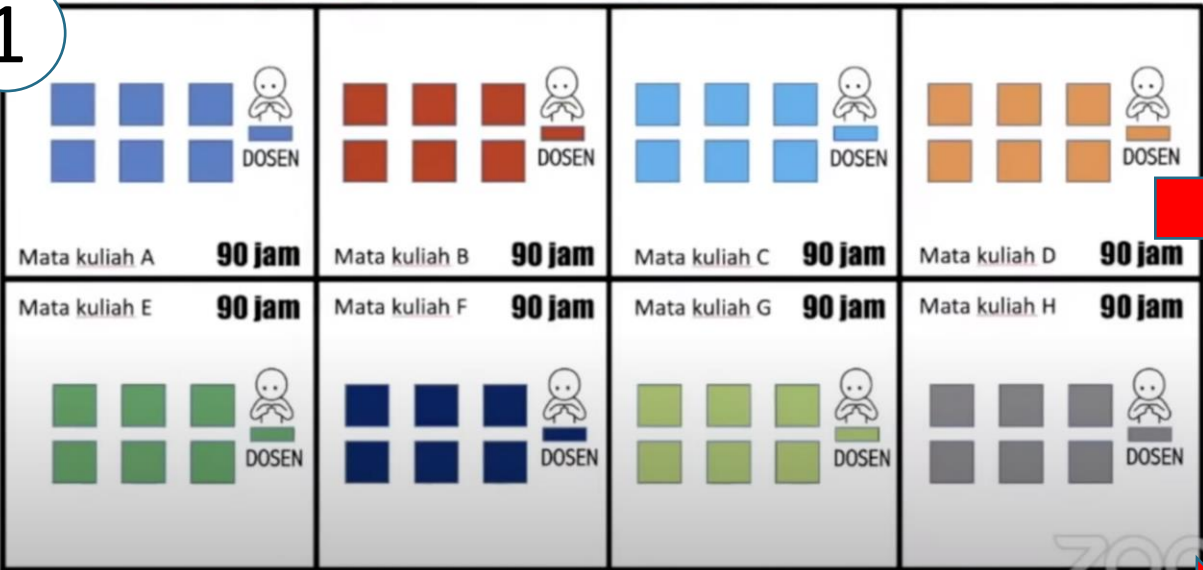 1
DOSEN
DOSEN
DOSEN
DOSEN
Mata kuliah A 90 jam
Mata kuliah B 90 jam
Mata kuliah C 90 jam
Mata kuliah D 90 jam
Mata kuliah E 90 jam
Mata kuliah F 90 jam
Mata kuliah G 90 jam
Mata kuliah H 90 jam
DOSEN
DOSEN
DOSEN
DOSEN